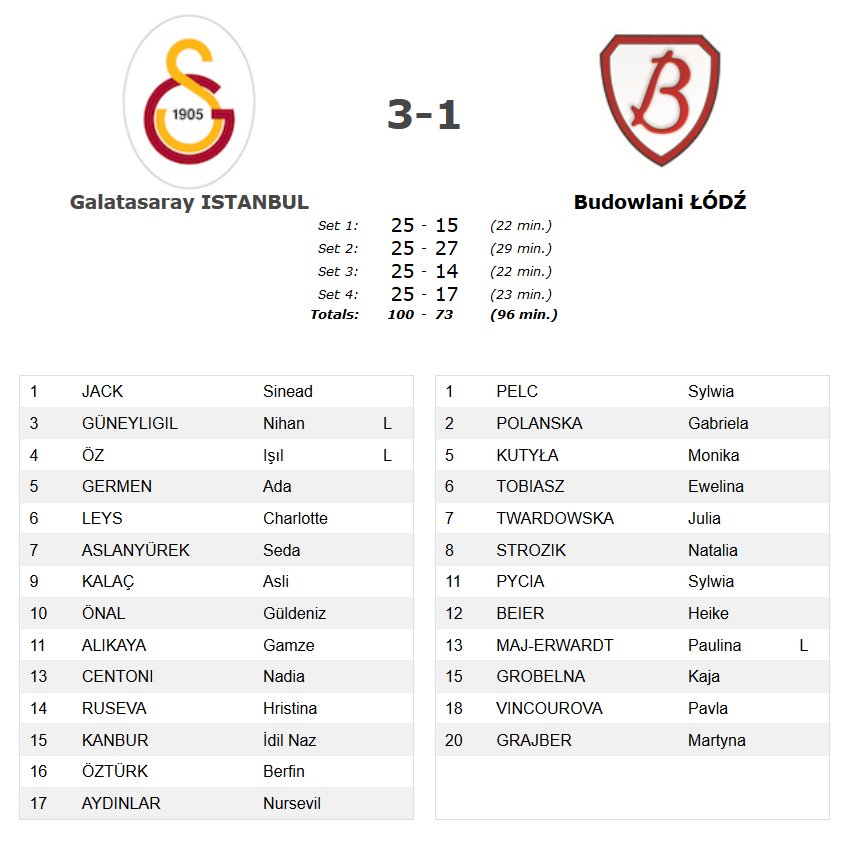 1905
3-1
B
Galatasaray ISTANBUL
Budowlani ŁÓDŹ
Set 1: 25 - 15 (22 min.)
Set 2: 25 - 27 (29 min.)
Set 3: 25 - 14 (22 min.)
Set 4: 25 - 17 (23 min.)
Totals: 100 - 73 (96 min.)
1 JACK Sinead
3 GÜNEYLIGIL Nihan L
4 ÖZ Işıl L
5 GERMEN Ada
6 LEYS Charlotte
7 ASLANYÜREK Seda
9 KALAÇ Asli
10 ÖNAL Güldeniz
11 ALIKAYA Gamze
13 CENTONI Nadia
14 RUSEVA Hristina
15 KANBUR İdil Naz
16 ÖZTÜRK Berfin
17 AYDINLAR Nursevil
1 PELC Sylwia
2 POLANSKA Gabriela
5 KUTYŁA Monika
6 TOBIASZ Ewelina
7 TWARDOWSKA Julia
8 STROZIK Natalia
11 PYCIA Sylwia
12 BEIER Heike
13 MAJ-ERWARDT Paulina L
15 GROBELNA Kaja
18 VINCOUROVA Pavla
20 GRAJBER Martyna